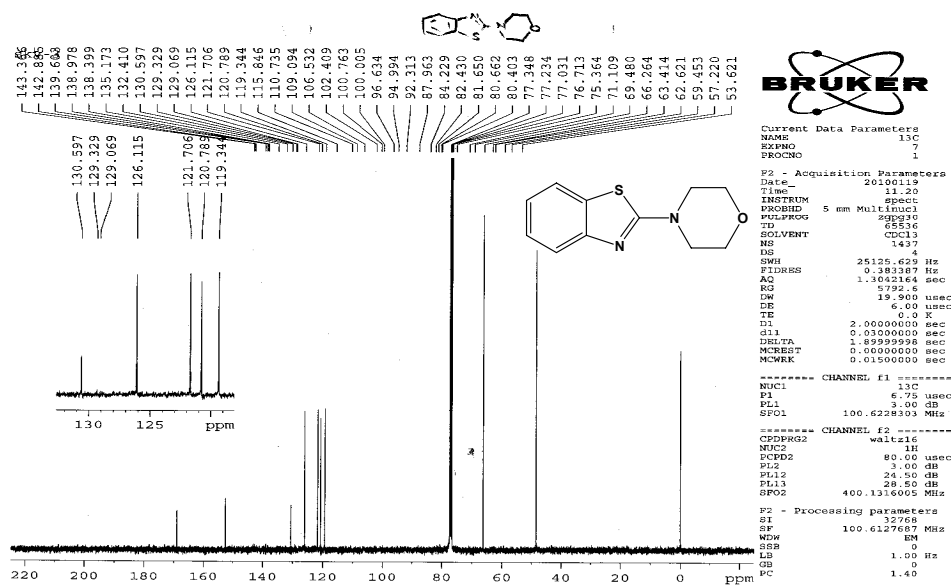 N
S
N
O
143.366
142.885
139.603
138.978
138.399
135.173
132.410
130.597
129.329
129.069
126.115
121.706
120.789
119.344
115.846
110.735
109.094
106.532
102.409
100.763
100.005
96.634
94.994
92.313
87.963
84.229
82.430
81.650
80.662
80.403
77.348
77.234
77.031
76.713
75.364
71.109
69.480
66.264
63.414
62.621
59.453
57.220
53.621
130.597
129.329
129.069
126.115
121.706
120.789
119.344
130 125 ppm
S
N
N
O
220 200 180 160 140 120 100 80 60 40 20 0 ppm
BRUKER
Current Data Parameters
NAME 13C
EXPNO 7
PROCNO 1
F2 - Acquisition Parameters
Date_ 20100119
Time 11.20
INSTRUM spect
PROBHD 5 mm Multinucl
PULPROG zgpg30
TD 65536
SOLVENT CDCl3
NS 1437
DS 4
SWH 25125.629 Hz
FIDRES 0.383387 Hz
AQ 1.3042164 sec
RG 5792.6
DW 19.900 usec
DE 6.00 usec
TE 0.0 K
D1 2.00000000 sec
d11 0.03000000 sec
DELTA 1.89999998 sec
MCREST 0.00000000 sec
MCWRK 0.01500000 sec
======== CHANNEL f1 ========
NUC1 13C
P1 6.75 usec
PL1 3.00 dB
SFO1 100.6228303 MHz
======== CHANNEL f2 ========
CPDPRG2 waltz16
NUC2 1H
PCPD2 80.00 usec
PL2 3.00 dB
PL12 24.50 dB
PL13 28.50 dB
SFO2 400.1316005 MHz
F2 - Processing parameters
SI 32768
SF 100.6127687 MHz
WDW EM
SSB 0
LB 1.00 Hz
GB 0
PC 1.40